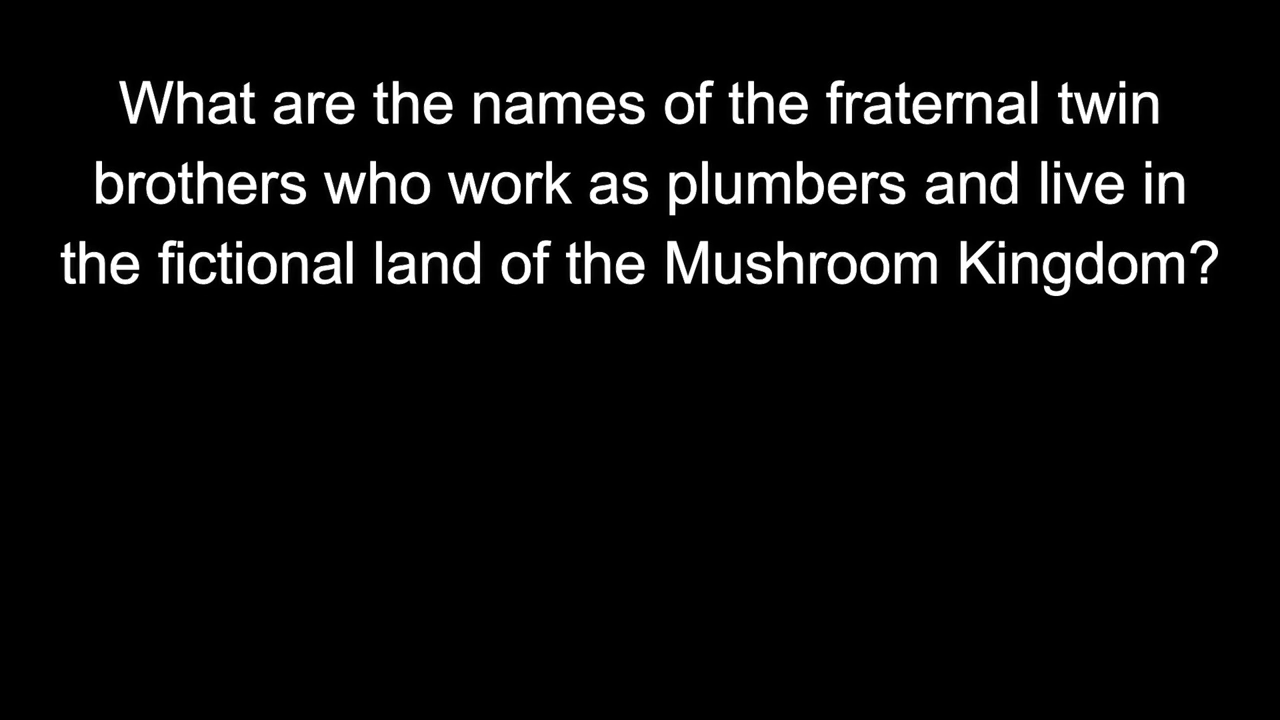 What are the names of the fraternal twin
brothers who work as plumbers and live in
the fictional land of the Mushroom Kingdom?